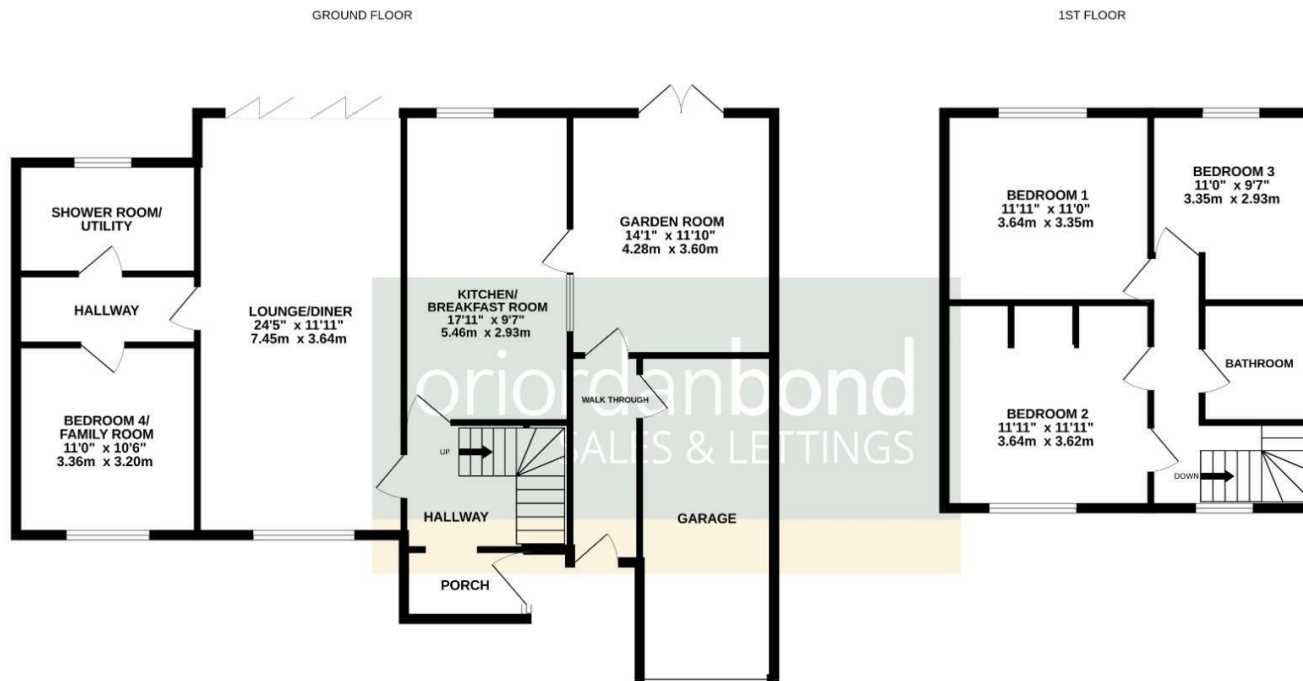 GROUND FLOOR
1ST FLOOR
SHOWER ROOM/
UTILITY
HALLWAY
BEDROOM 4/
FAMILY ROOM
11'0" x 10'6"
3.36m x 3.20m
LOUNGE/DINER
24'5" x 11'11"
7.45m x 3.64m
KITCHEN/
BREAKFAST ROOM
17'11" x 9'7"
5.46m x 2.93m
GARDEN ROOM
14'1" x 11'10"
4.28m x 3.60m
WALK THROUGH
UP
HALLWAY
PORCH
GARAGE
oriordanbond
SALES & LETTINGS
BEDROOM 1
11'11" x 11'0"
3.64m x 3.35m
BEDROOM 3
11'0" x 9'7"
3.35m x 2.93m
BATHROOM
BEDROOM 2
11'11" x 11'11"
3.64m x 3.62m
DOWN